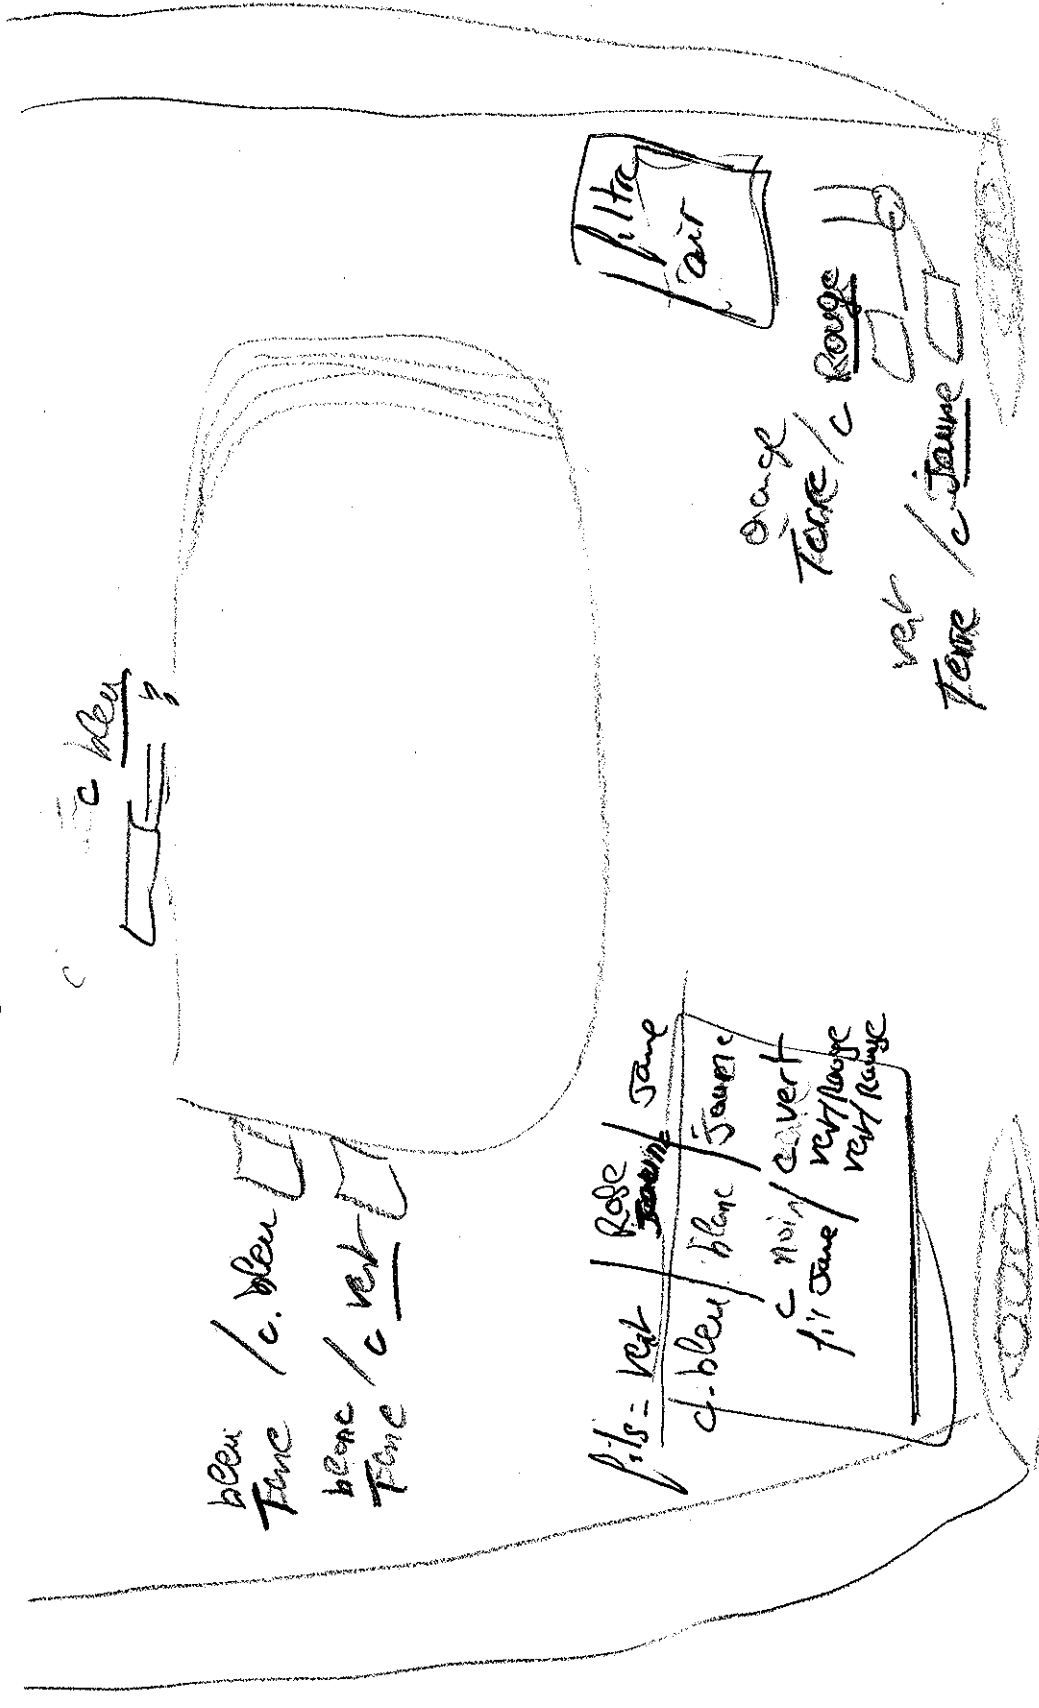 c bleu
bleu
Terre / c. bleu
blanc
Terre / c vert
filtre
air
orange
Terre / c Rouge
vert
Terre / c Jaune
fils = vert / Rose / Jaune
c-bleu / blanc / Jaune
c noir / c vert
fil Jaune / vert/Rouge
vert/Rouge